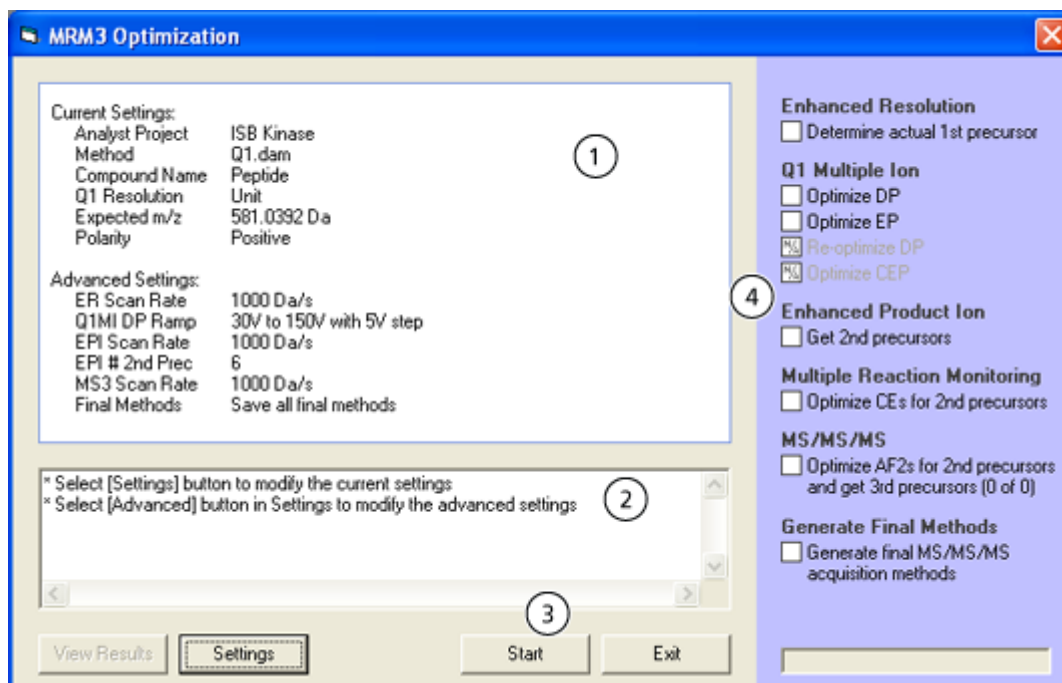 MRM3 Optimization
Current Settings:
Analyst Project ISB Kinase
Method Q1.dam
Compound Name Peptide
Q1 Resolution Unit
Expected m/z 581.0392 Da
Polarity Positive
Advanced Settings:
ER Scan Rate 1000 Da/s
Q1MI DP Ramp 30V to 150V with 5V step
EPI Scan Rate 1000 Da/s
EPI # 2nd Prec 6
MS3 Scan Rate 1000 Da/s
Final Methods Save all final methods
1
* Select [Settings] button to modify the current settings
* Select [Advanced] button in Settings to modify the advanced settings
2
3
View Results Settings Start Exit
4
Enhanced Resolution
Determine actual 1st precursor
Q1 Multiple Ion
Optimize DP
Optimize EP
N/A Re-optimize DP
N/A Optimize CEP
Enhanced Product Ion
Get 2nd precursors
Multiple Reaction Monitoring
Optimize CEs for 2nd precursors
MS/MS/MS
Optimize AF2s for 2nd precursors
and get 3rd precursors (0 of 0)
Generate Final Methods
Generate final MS/MS/MS
acquisition methods